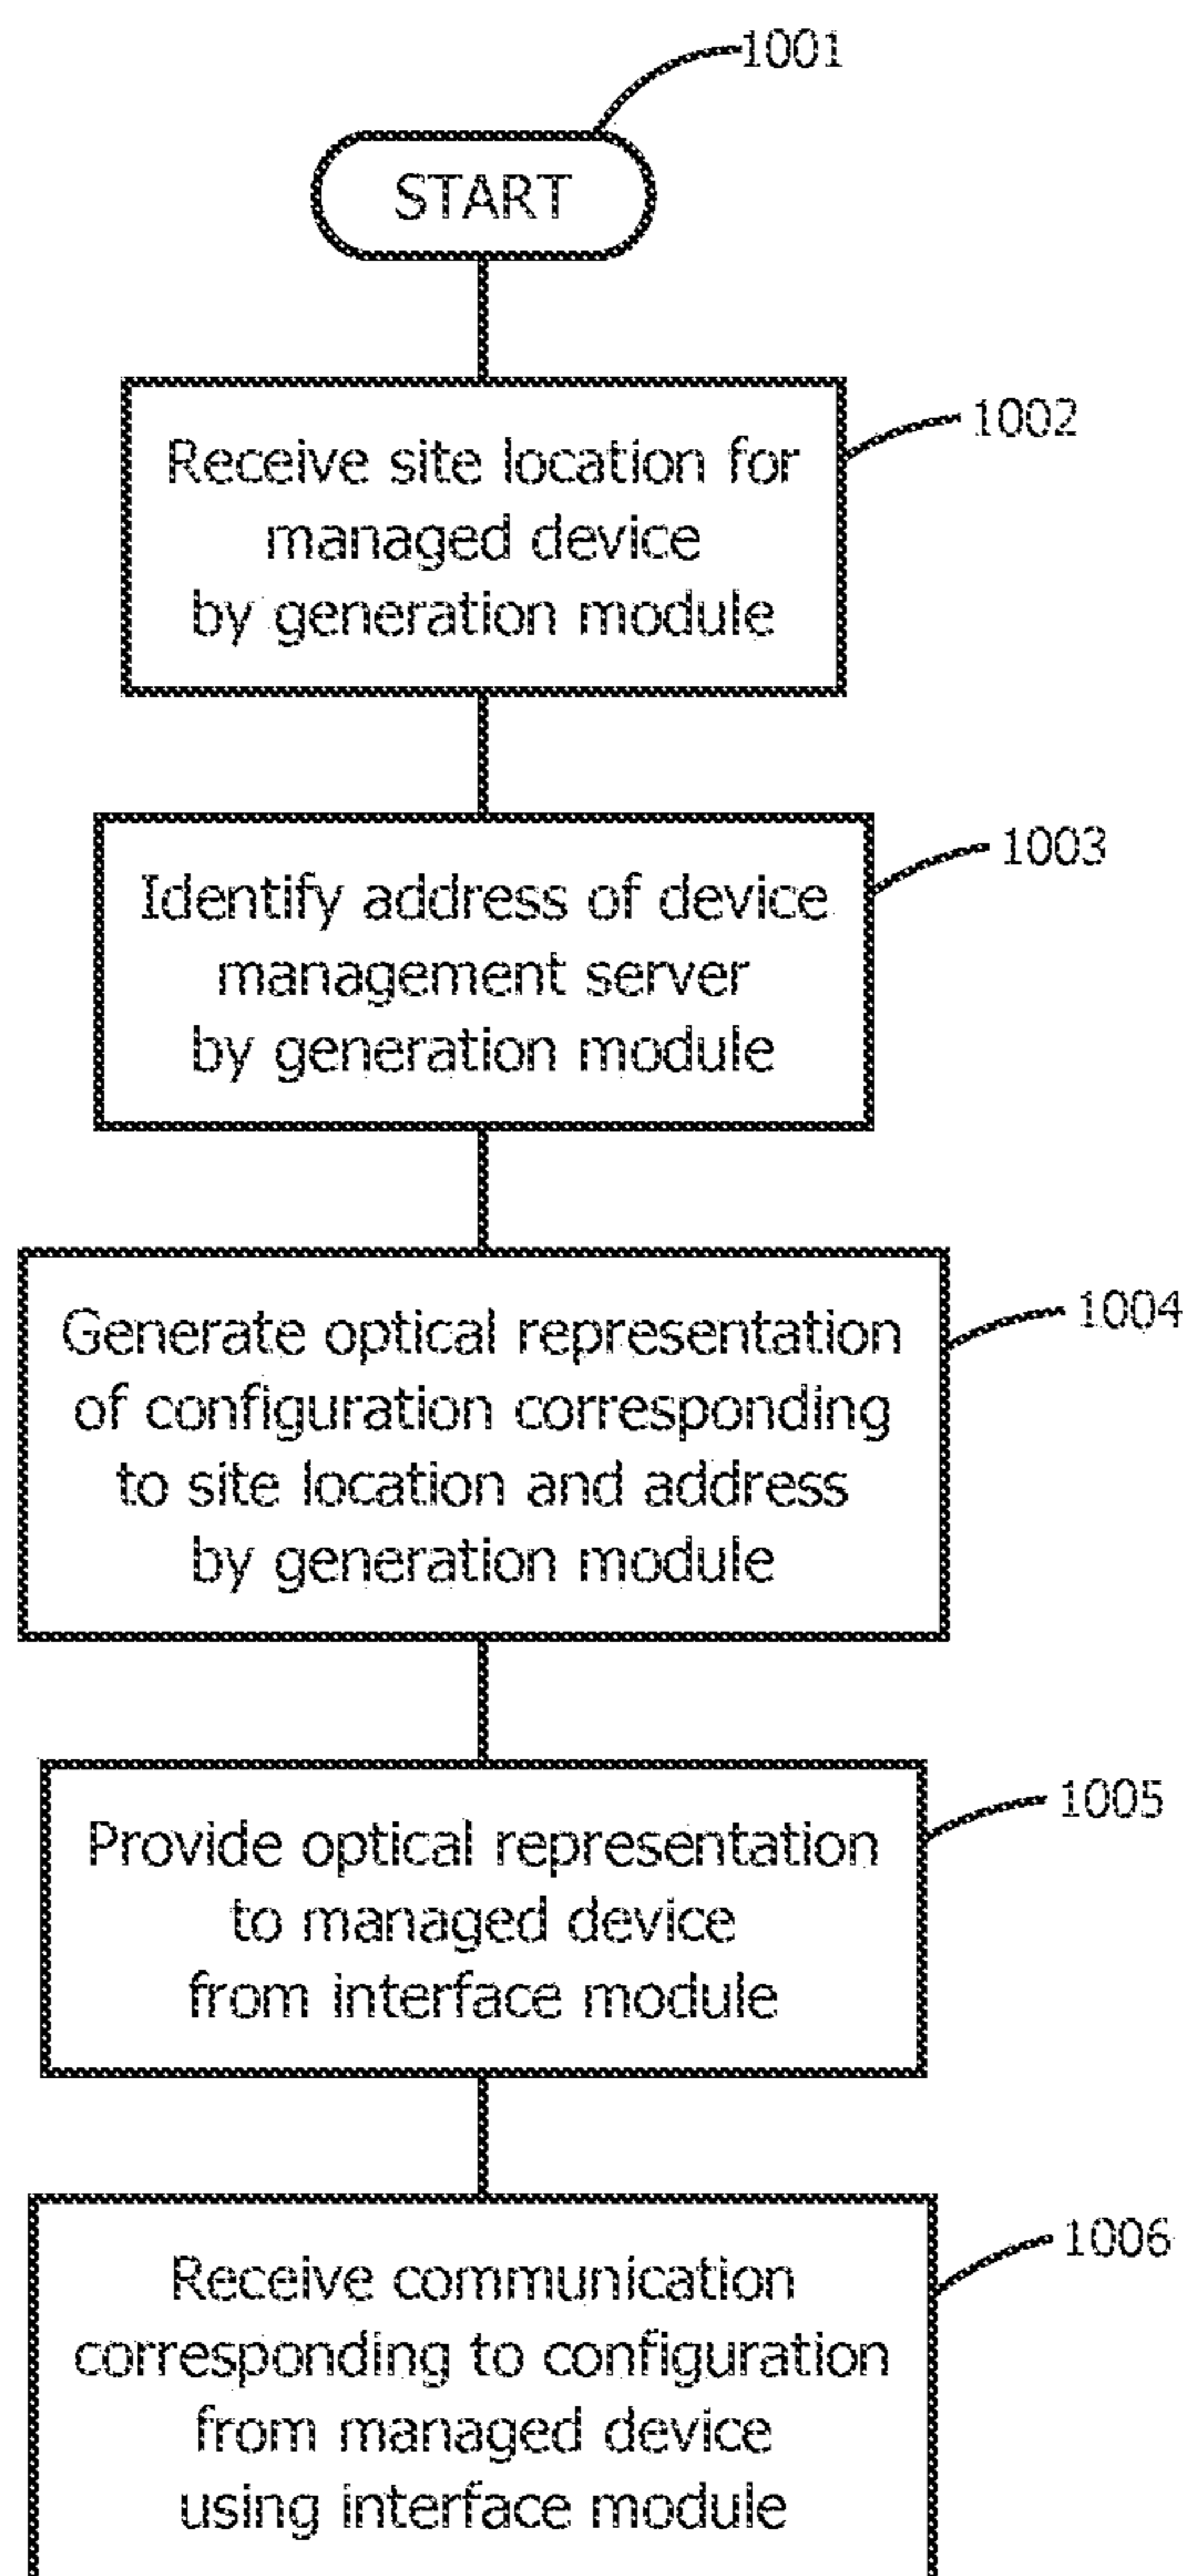 1001
START
1002
Receive site location for
managed device
by generation module
1003
Identify address of device
management server
by generation module
1004
Generate optical representation
of configuration corresponding
to site location and address
by generation module
1005
Provide optical representation
to managed device
from interface module
1006
Receive communication
corresponding to configuration
from managed device
using interface module